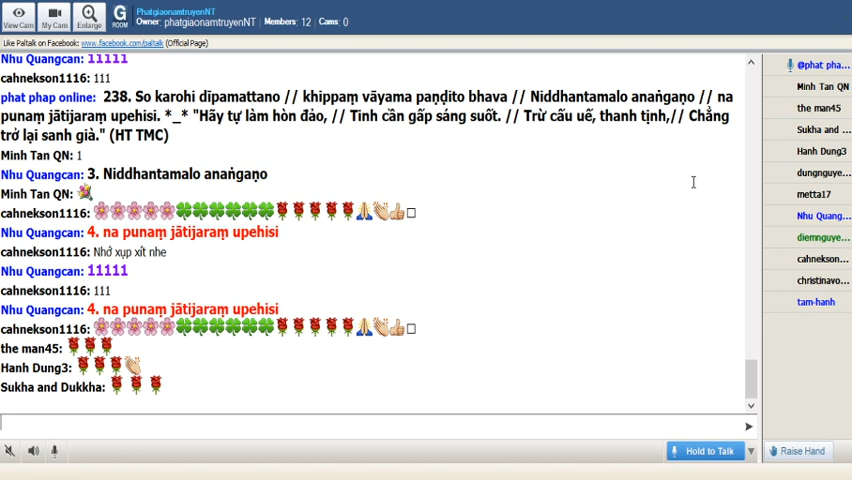 PhatgiaonamtruyenNT
Owner: phatgiaonamtruyenNT Members: 12 Cams: 0
View Cam My Cam Enlarge G ROOM
Like Paltalk on Facebook: www.facebook.com/paltalk (Official Page)
Nhu Quangcan: 11111
cahnekson1116: 111
phat phap online: 238. So karohi dīpamattano // khippaṃ vāyama paṇḍito bhava // Niddhantamalo anaṅgaṇo // na
punaṃ jātijaraṃ upehisi. *_* "Hãy tự làm hòn đảo, // Tinh cần gấp sáng suốt. // Trừ cấu uế, thanh tịnh,// Chẳng
trở lại sanh già." (HT TMC)
Minh Tan QN: 1
Nhu Quangcan: 3. Niddhantamalo anaṅgaṇo
Minh Tan QN: 💐
cahnekson1116: 🌸🌸🌸🌸🌸🍀🍀🍀🍀🍀🍀🌹🌹🌹🌹🌹🙏👏👍□
Nhu Quangcan: 4. na punaṃ jātijaraṃ upehisi
cahnekson1116: Nhớ xụp xít nhe
Nhu Quangcan: 11111
cahnekson1116: 111
Nhu Quangcan: 4. na punaṃ jātijaraṃ upehisi
cahnekson1116: 🌸🌸🌸🌸🌸🍀🍀🍀🍀🍀🍀🌹🌹🌹🌹🌹🙏👏👍□
the man45: 🌹🌹🌹
Hanh Dung3: 🌹🌹🌹👏
Sukha and Dukkha: 🌹🌹🌹
@phat pha...
Minh Tan QN
the man45
Sukha and ...
Hanh Dung3
dungnguye...
metta17
Nhu Quang...
diemnguye...
cahnekson...
christinavo...
tam-hanh
Hold to Talk
Raise Hand